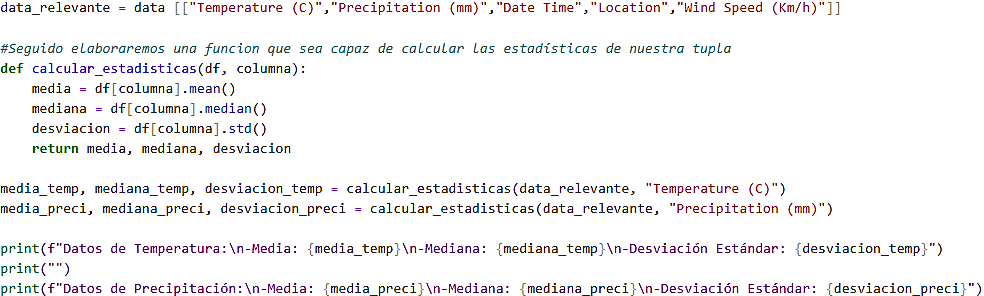 data_relevante = data [["Temperature (C)","Precipitation (mm)","Date Time","Location","Wind Speed (Km/h)"]]
#Seguido elaboraremos una funcion que sea capaz de calcular las estadísticas de nuestra tupla
def calcular_estadisticas(df, columna):
    media = df[columna].mean()
    mediana = df[columna].median()
    desviacion = df[columna].std()
    return media, mediana, desviacion
media_temp, mediana_temp, desviacion_temp = calcular_estadisticas(data_relevante, "Temperature (C)")
media_preci, mediana_preci, desviacion_preci = calcular_estadisticas(data_relevante, "Precipitation (mm)")
print(f"Datos de Temperatura:\n-Media: {media_temp}\n-Mediana: {mediana_temp}\n-Desviación Estándar: {desviacion_temp}")
print("")
print(f"Datos de Precipitación:\n-Media: {media_preci}\n-Mediana: {mediana_preci}\n-Desviación Estándar: {desviacion_preci}")